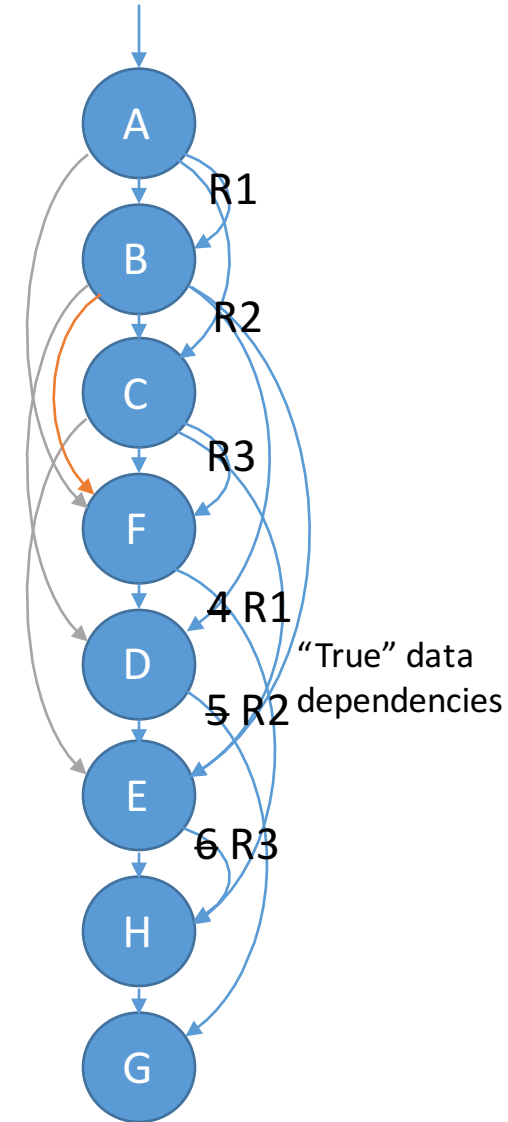 A
R1
B
R2
C
R3
F
4 R1
D
“True” data
dependencies
5 R2
E
6 R3
H
G